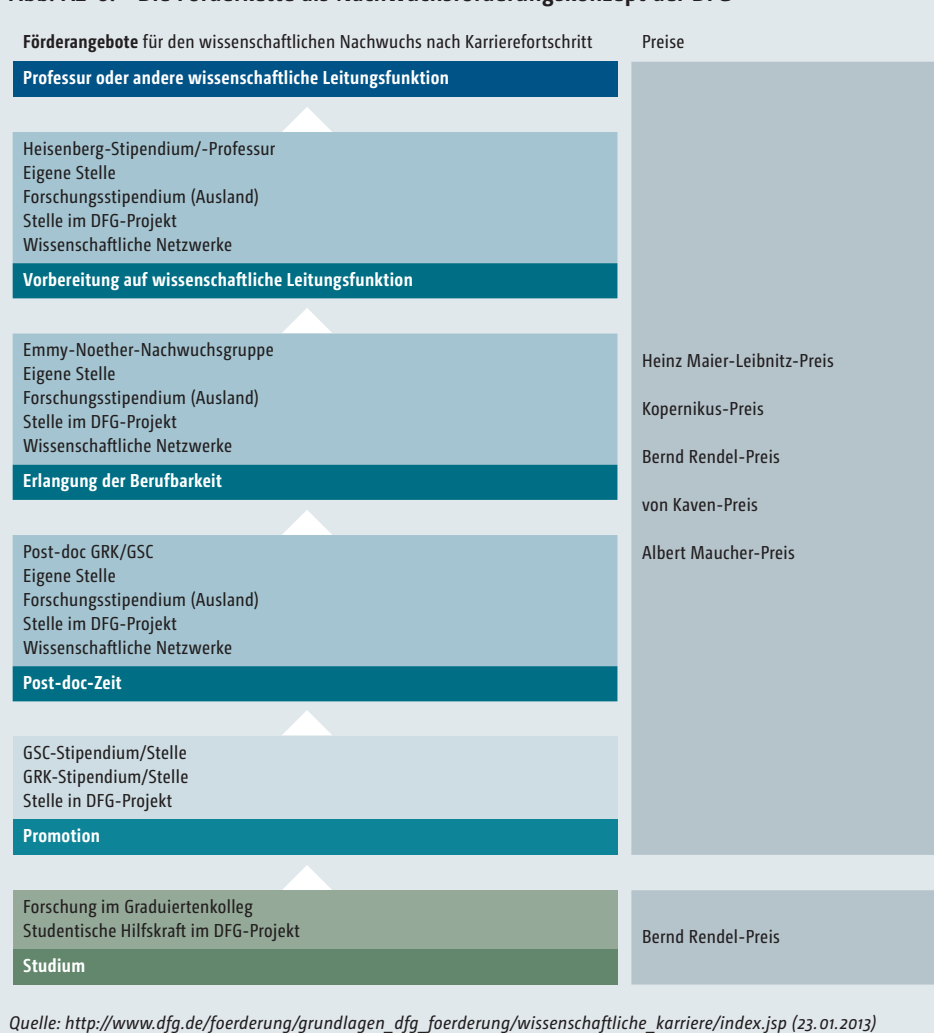 Förderangebote für den wissenschaftlichen Nachwuchs nach Karrierefortschritt
Preise
Professur oder andere wissenschaftliche Leitungsfunktion
Heisenberg-Stipendium/-Professur
Eigene Stelle
Forschungsstipendium (Ausland)
Stelle im DFG-Projekt
Wissenschaftliche Netzwerke
Vorbereitung auf wissenschaftliche Leitungsfunktion
Emmy-Noether-Nachwuchsgruppe
Eigene Stelle
Forschungsstipendium (Ausland)
Stelle im DFG-Projekt
Wissenschaftliche Netzwerke
Erlangung der Berufbarkeit
Post-doc GRK/GSC
Eigene Stelle
Forschungsstipendium (Ausland)
Stelle im DFG-Projekt
Wissenschaftliche Netzwerke
Post-doc-Zeit
GSC-Stipendium/Stelle
GRK-Stipendium/Stelle
Stelle in DFG-Projekt
Promotion
Heinz Maier-Leibnitz-Preis
Kopernikus-Preis
Bernd Rendel-Preis
von Kaven-Preis
Albert Maucher-Preis
Forschung im Graduiertenkolleg
Studentische Hilfskraft im DFG-Projekt
Studium
Bernd Rendel-Preis
Quelle: http://www.dfg.de/foerderung/grundlagen_dfg_foerderung/wissenschaftliche_karriere/index.jsp (23.01.2013)